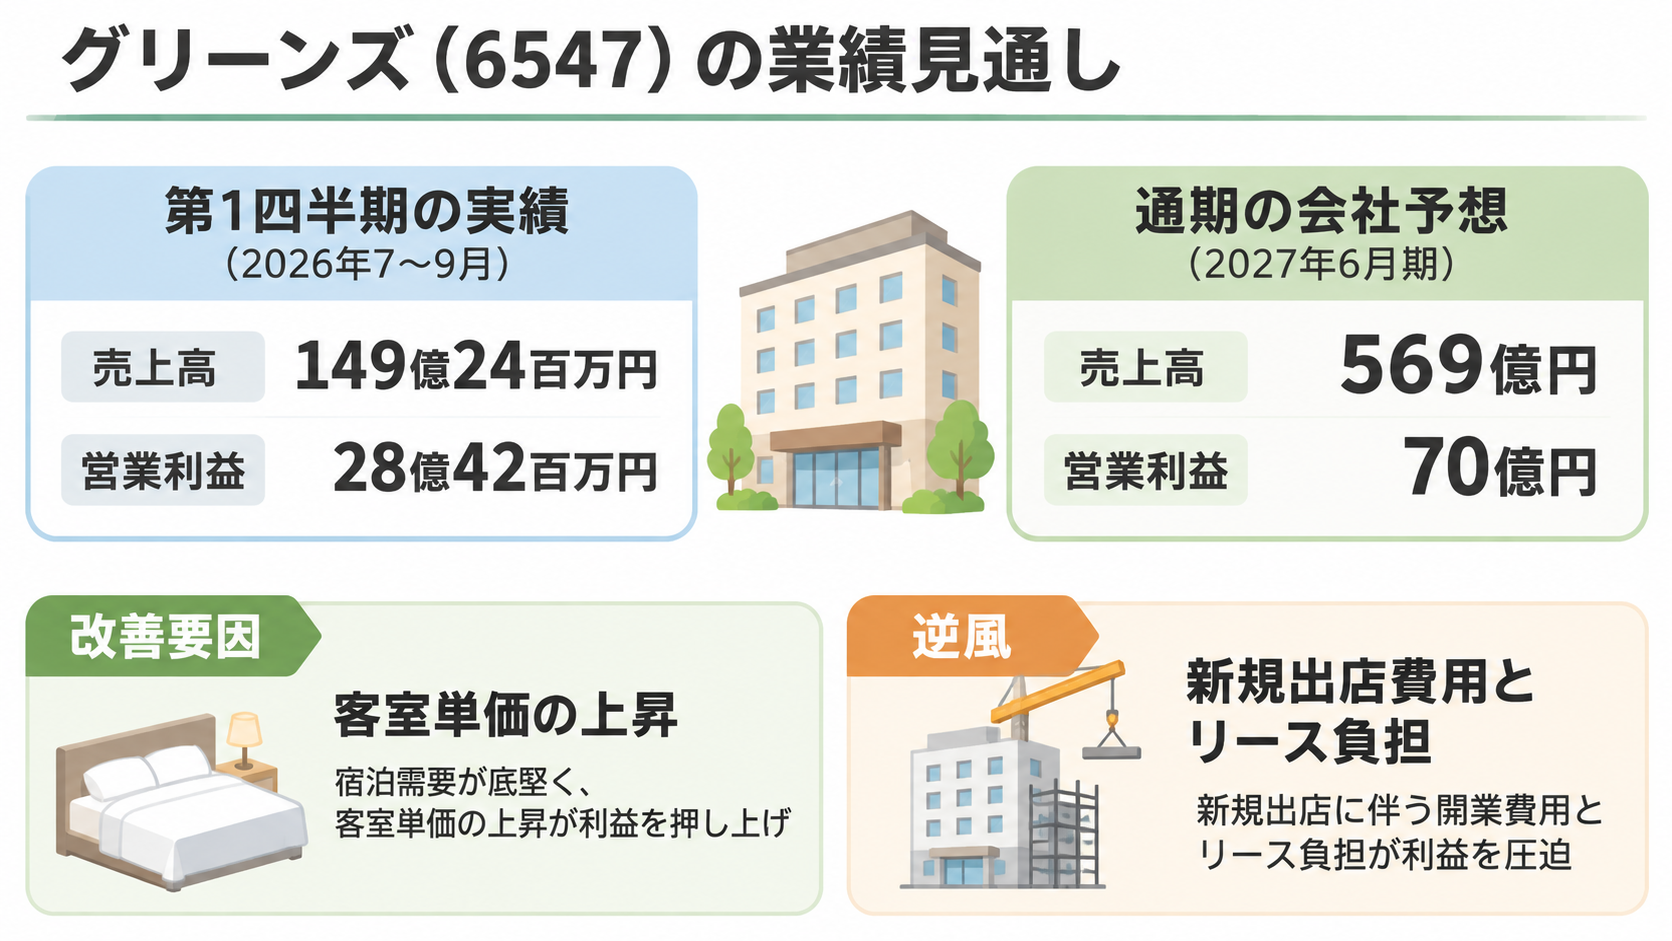 グリーンズ（6547）の業績見通し
第1四半期の実績
（2026年7〜9月）
売上高 149億24百万円
営業利益 28億42百万円
通期の会社予想
（2027年6月期）
売上高 569億円
営業利益 70億円
改善要因
客室単価の上昇
宿泊需要が底堅く、
客室単価の上昇が利益を押し上げ
逆風
新規出店費用と
リース負担
新規出店に伴う開業費用と
リース負担が利益を圧迫